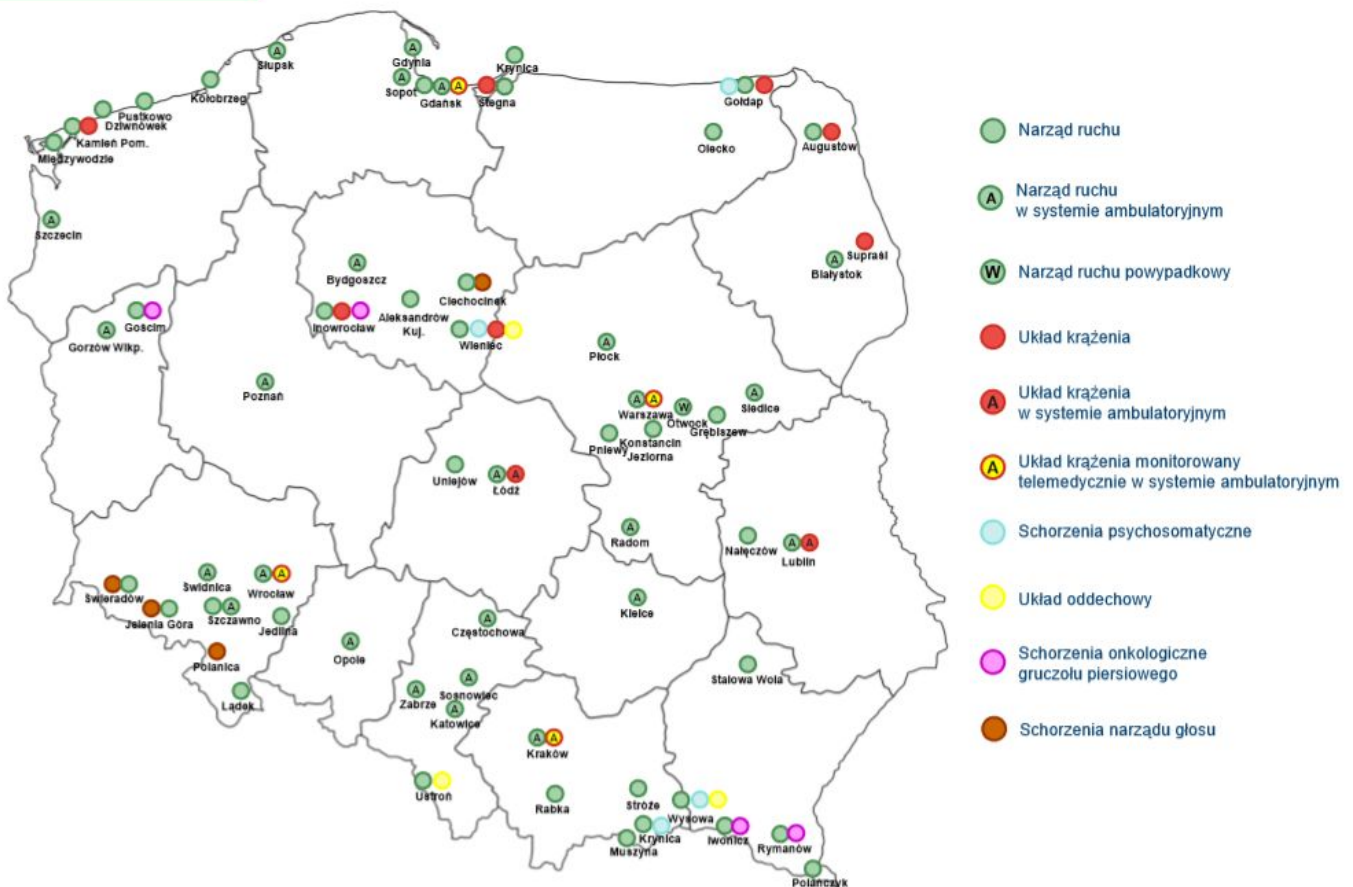 A
Słupsk
A
Gdynia
Krynica
A
Sopot
A A
Gdańsk
Stegna
Gołdap
Kołobrzeg
Pustkowo
Dziwnówek
Kamień Pom.
Międzywodzie
Olecko
Augustów
A
Szczecin
Supraśl
A
Białystok
A
Bydgoszcz
Ciechocinek
Gościm
A
Gorzów Wlkp.
Inowrocław
Aleksandrów
Kuj.
Wieniec
A
Płock
A
Poznań
A A
Warszawa
W
Otwock
Grębiszew
A
Siedlce
Pniewy
Konstancin
Jeziorna
Uniejów
A A
Łódź
A
Radom
Nałęczów
A A
Lublin
Świeradów
A
Świdnica
A A
Wrocław
Jelenia Góra
A
Szczawno
Jedlina
A
Kielce
A
Częstochowa
A
Opole
Polanica
Stalowa Wola
Lądek
A
Zabrze
A
Sosnowiec
A
Katowice
A A
Kraków
Ustroń
Rabka
Stróże
Wysowa
Krynica
Muszyna
Iwonicz
Rymanów
Polańczyk
Narząd ruchu
A
Narząd ruchu
w systemie ambulatoryjnym
W
Narząd ruchu powypadkowy
Układ krążenia
A
Układ krążenia
w systemie ambulatoryjnym
A
Układ krążenia monitorowany
telemedycznie w systemie ambulatoryjnym
Schorzenia psychosomatyczne
Układ oddechowy
Schorzenia onkologiczne
gruczołu piersiowego
Schorzenia narządu głosu